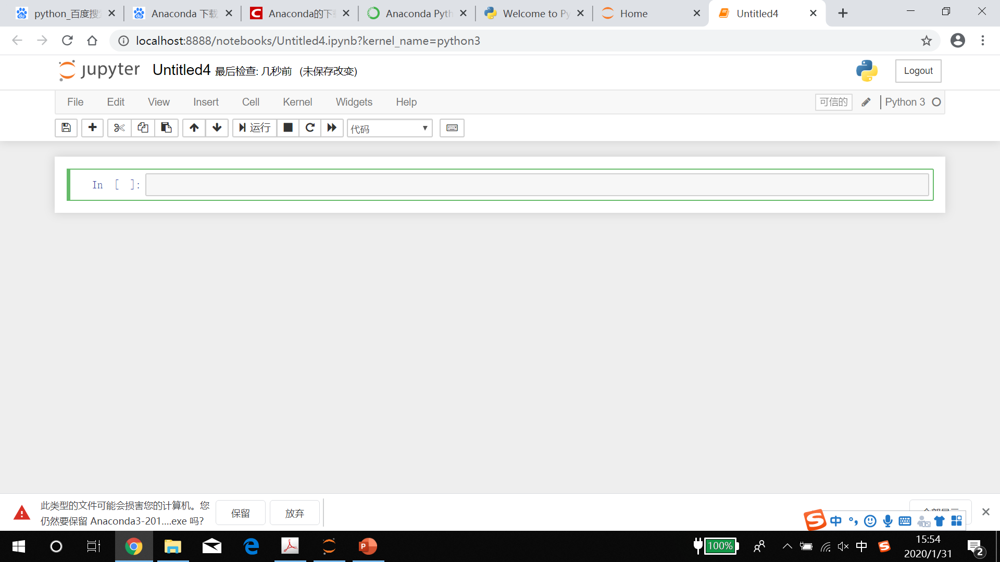 python_百度搜
Anaconda 下载
Anaconda的下
Anaconda Pyth
Welcome to Py
Home
Untitled4
localhost:8888/notebooks/Untitled4.ipynb?kernel_name=python3
jupyter Untitled4 最后检查: 几秒前 (未保存改变)
Logout
File Edit View Insert Cell Kernel Widgets Help
可信的
Python 3
运行
代码
In [ ]:
此类型的文件可能会损害您的计算机。您
仍然要保留 Anaconda3-201....exe 吗?
保留
放弃
中
12
100%
中
15:54
2020/1/31
2